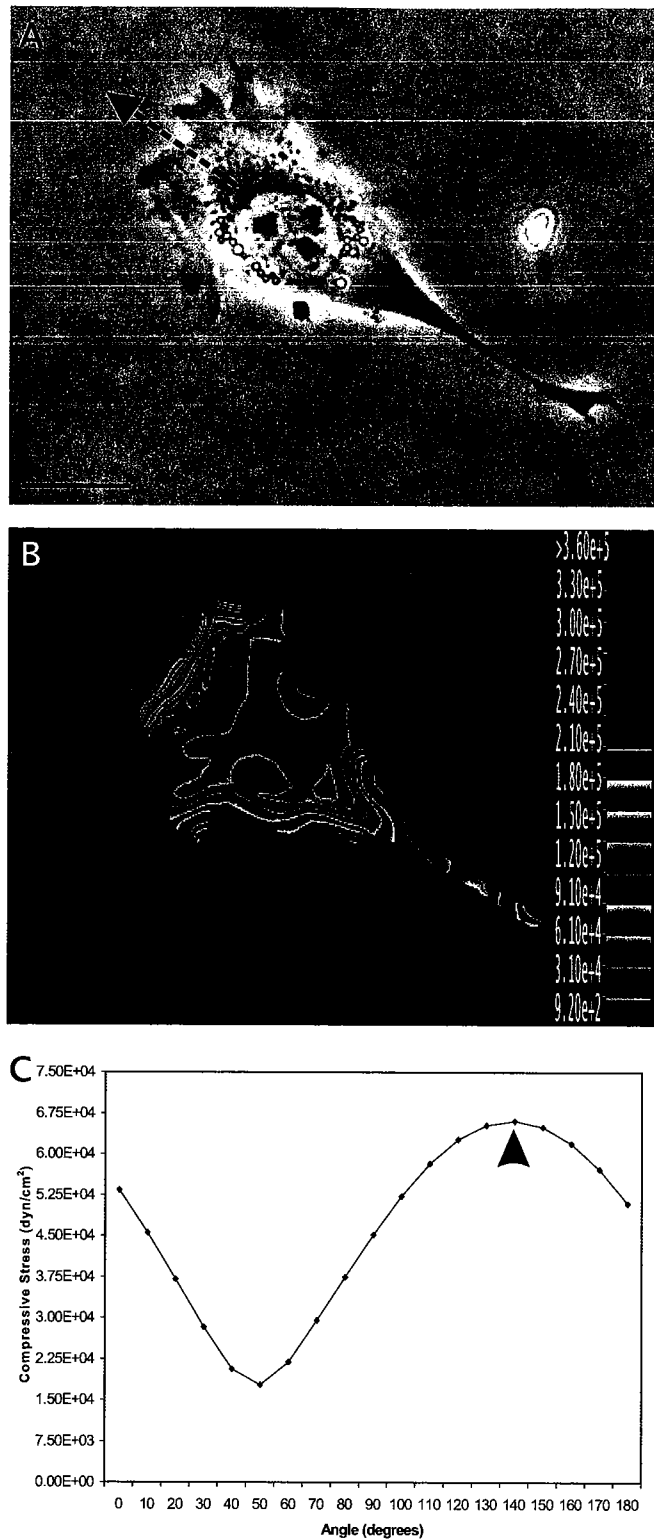 A
B
>3.60e+5
3.30e+5
3.00e+5
2.70e+5
2.40e+5
2.10e+5
1.80e+5
1.50e+5
1.20e+5
9.10e+4
6.10e+4
3.10e+4
9.20e+2
C
7.50E+04
6.75E+04
6.00E+04
5.25E+04
4.50E+04
3.75E+04
3.00E+04
2.25E+04
1.50E+04
7.50E+03
0.00E+00
Compressive Stress (dyn/cm²)
0 10 20 30 40 50 60 70 80 90 100 110 120 130 140 150 160 170 180
Angle (degrees)